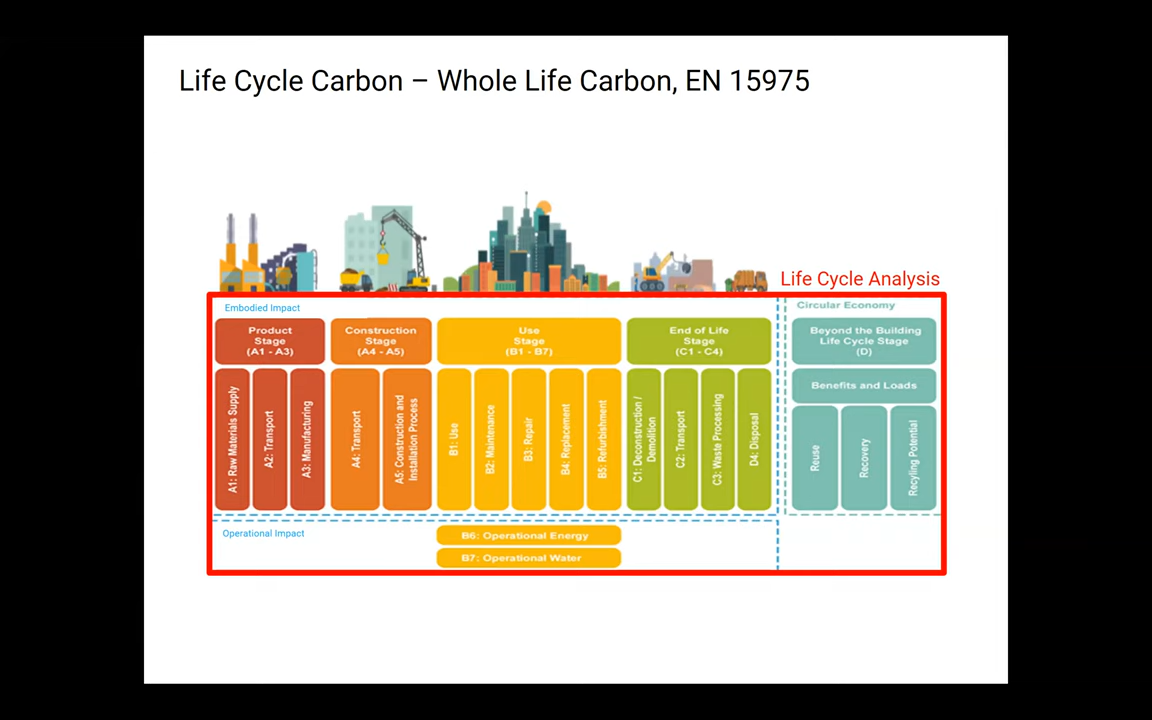 Life Cycle Carbon – Whole Life Carbon, EN 15975
Life Cycle Analysis
Embodied Impact
Circular Economy
Product
Stage
(A1 - A3)
Construction
Stage
(A4 - A5)
Use
Stage
(B1 - B7)
End of Life
Stage
(C1 - C4)
Beyond the Building
Life Cycle Stage
(D)
Benefits and Loads
A1: Raw Materials Supply
A2: Transport
A3: Manufacturing
A4: Transport
A5: Construction and
Installation Process
B1: Use
B2: Maintenance
B3: Repair
B4: Replacement
B5: Refurbishment
C1: Deconstruction /
Demolition
C2: Transport
C3: Waste Processing
D4: Disposal
Reuse
Recovery
Recyling Potential
Operational Impact
B6: Operational Energy
B7: Operational Water